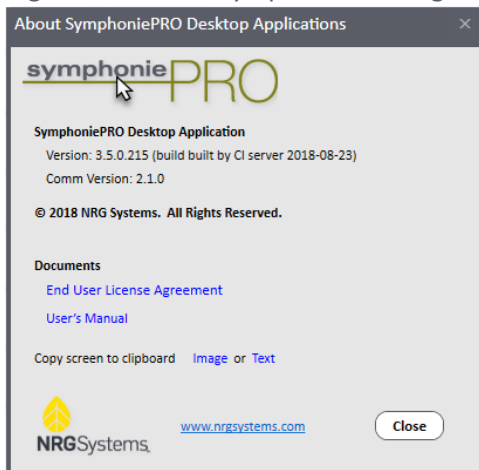 About SymphoniePRO Desktop Applications
symphoniePRO
SymphoniePRO Desktop Application
Version: 3.5.0.215 (build built by CI server 2018-08-23)
Comm Version: 2.1.0
© 2018 NRG Systems. All Rights Reserved.
Documents
End User License Agreement
User's Manual
Copy screen to clipboard Image or Text
NRGSystems
www.nrgsystems.com
Close